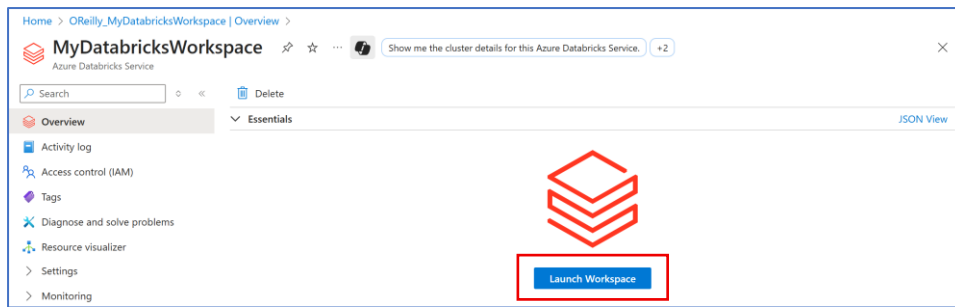 Home > OReilly_MyDatabricksWorkspace | Overview >
MyDatabricksWorkspace
Show me the cluster details for this Azure Databricks Service.
+2
Azure Databricks Service
Search
Delete
Overview
Essentials
JSON View
Activity log
Access control (IAM)
Tags
Diagnose and solve problems
Resource visualizer
Settings
Launch Workspace
Monitoring